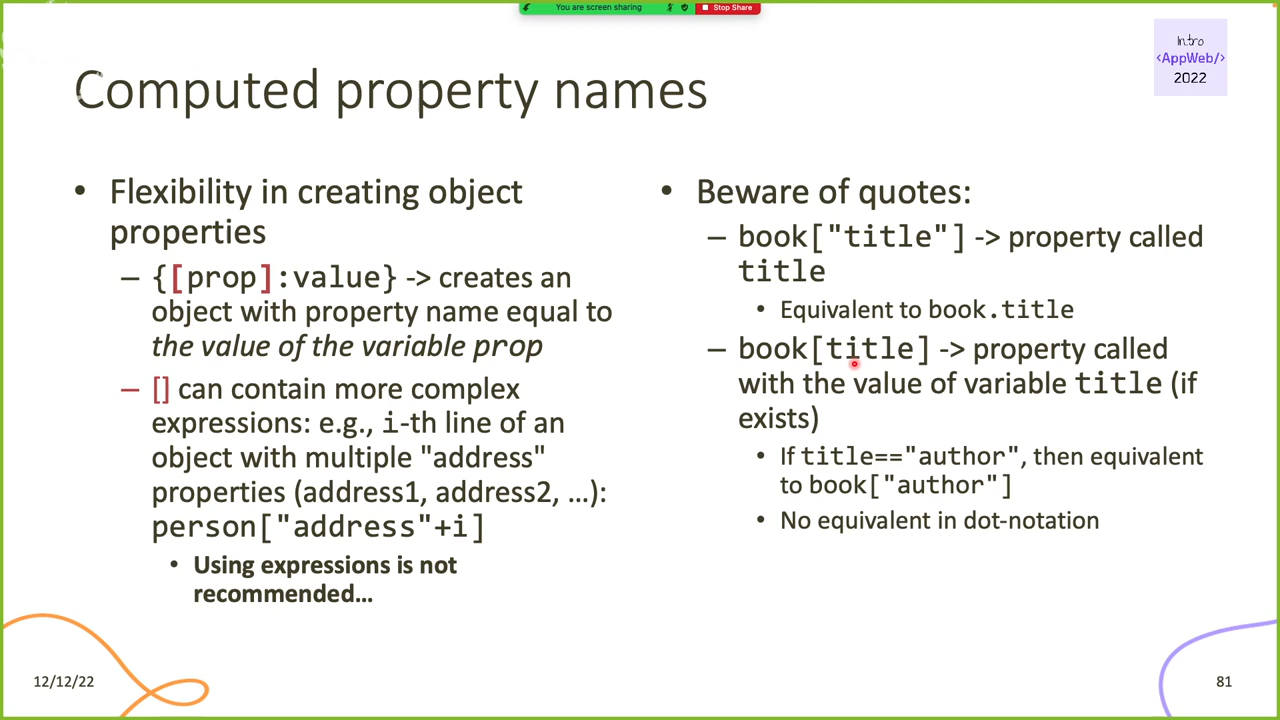 You are screen sharing
Stop Share
Intro
<AppWeb/>
2022
Computed property names
• Flexibility in creating object
properties
– {[prop]:value} -> creates an
object with property name equal to
the value of the variable prop
– [] can contain more complex
expressions: e.g., i-th line of an
object with multiple "address"
properties (address1, address2, …):
person["address"+i]
• Using expressions is not
recommended…
• Beware of quotes:
– book["title"] -> property called
title
• Equivalent to book.title
– book[title] -> property called
with the value of variable title (if
exists)
• If title=="author", then equivalent
to book["author"]
• No equivalent in dot-notation
12/12/22
81